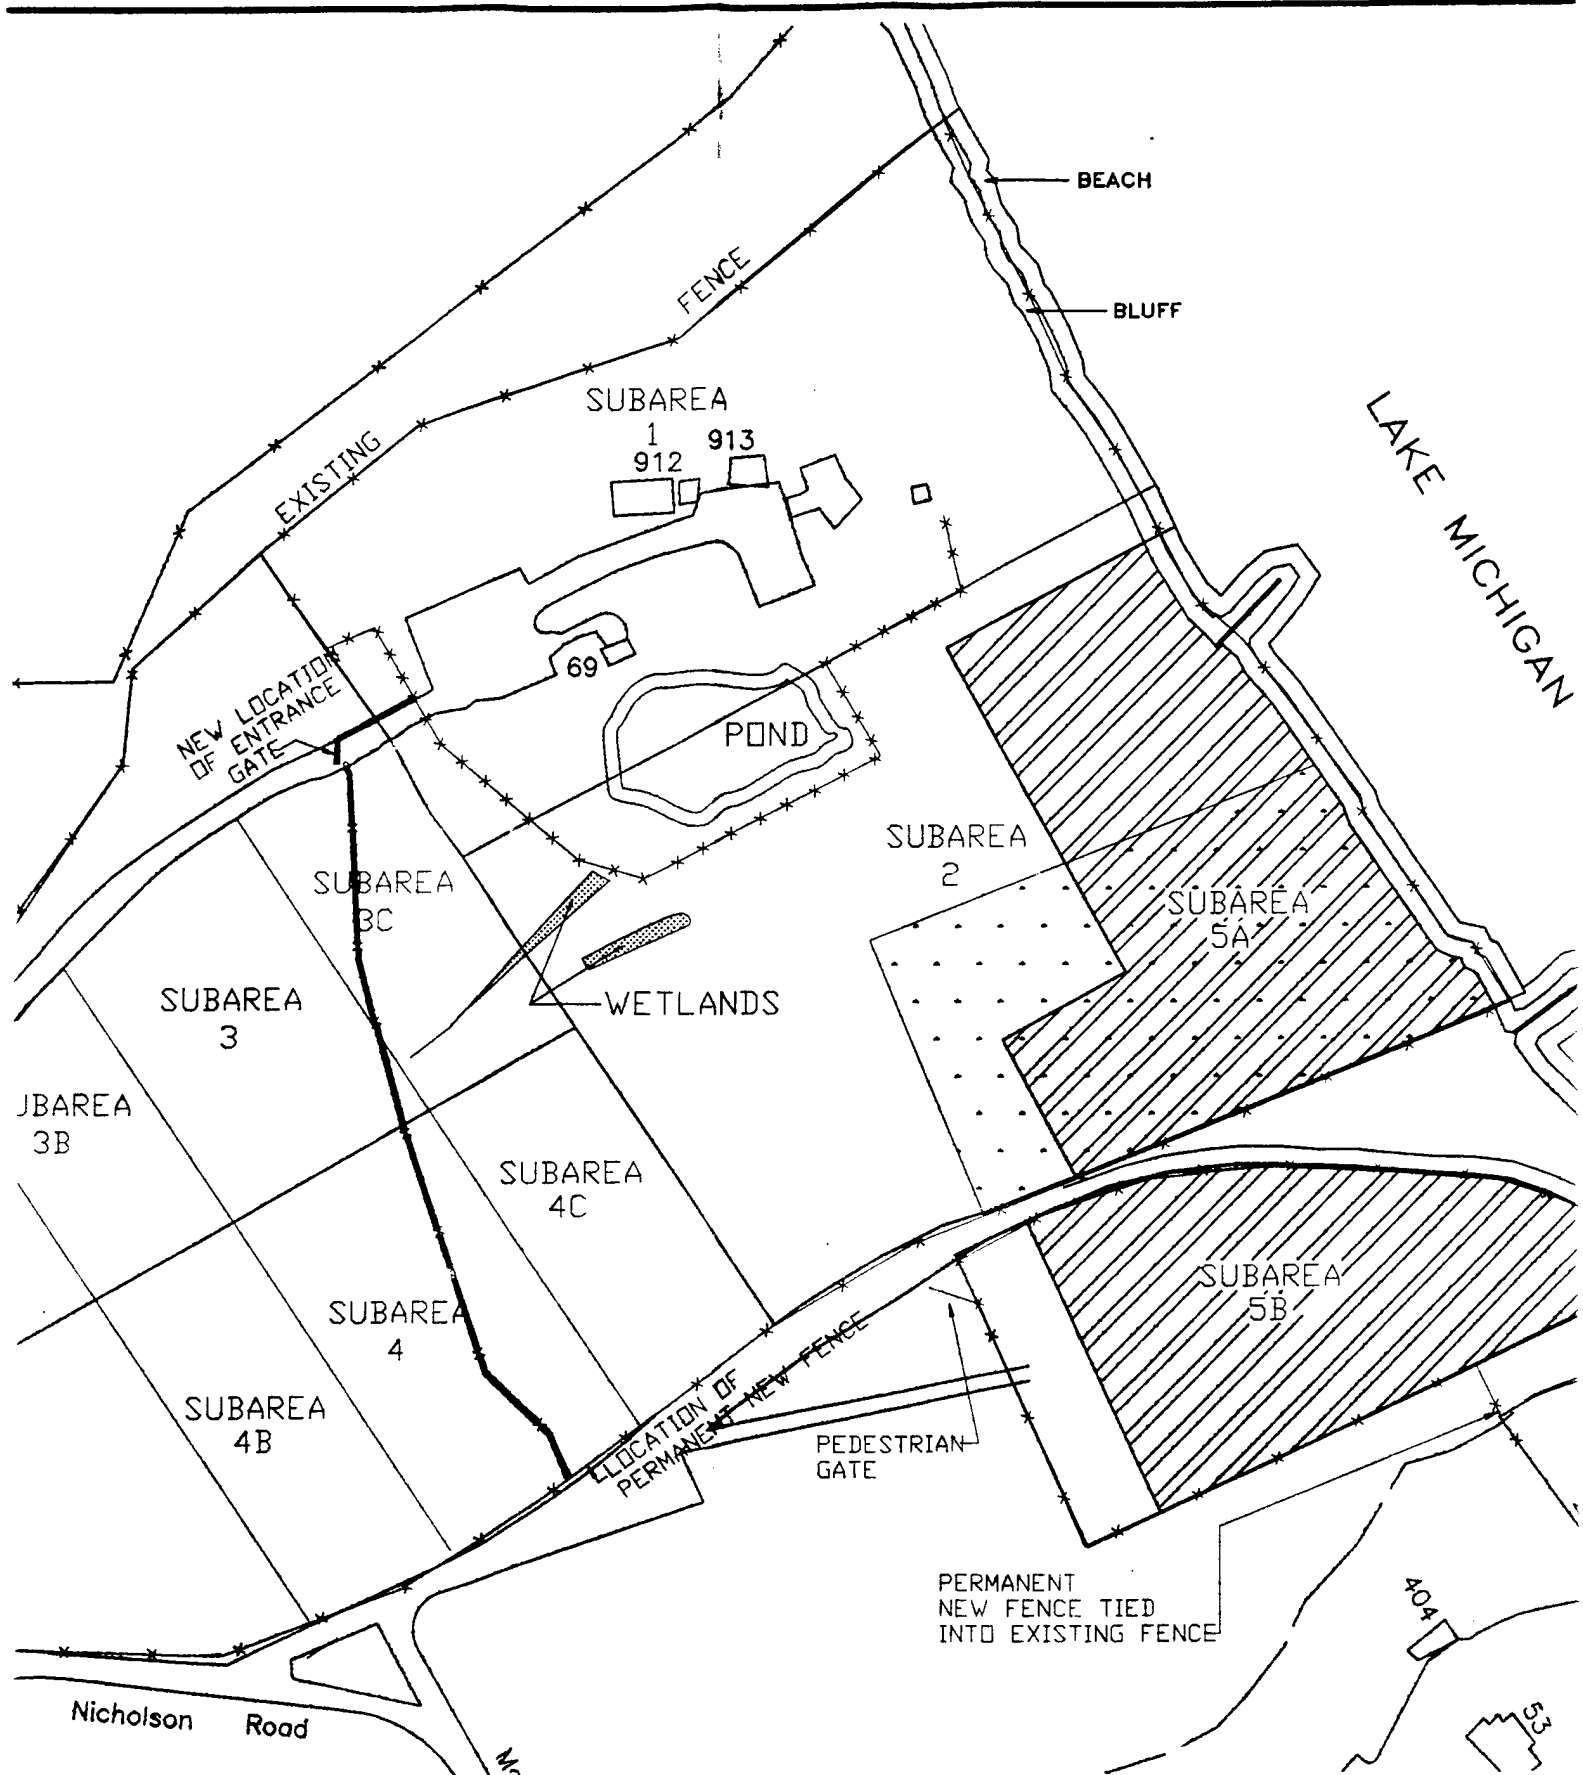 BEACH
BLUFF
LAKE MICHIGAN
EXISTING FENCE
SUBAREA
1
912
913
69
NEW LOCATION
OF ENTRANCE
GATE
POND
SUBAREA
2
SUBAREA
3C
SUBAREA
5A
SUBAREA
3
WETLANDS
JBAREA
3B
SUBAREA
4C
SUBAREA
4
SUBAREA
5B
SUBAREA
4B
LLOCATION OF
PERMANENT NEW FENCE
PEDESTRIAN
GATE
PERMANENT
NEW FENCE TIED
INTO EXISTING FENCE
404
53
Nicholson Road